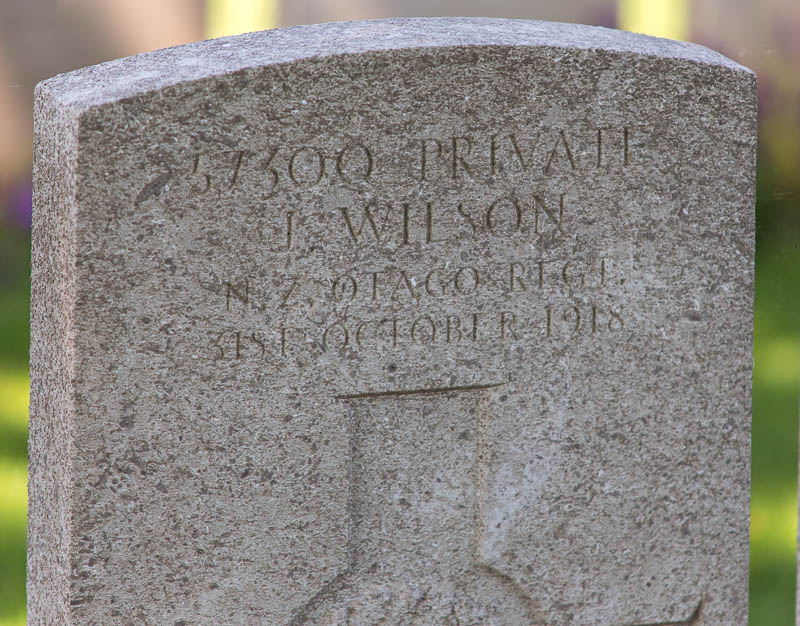 57300 PRIVATE
J. WILSON
N. Z. OTAGO REGT.
31ST OCTOBER 1918